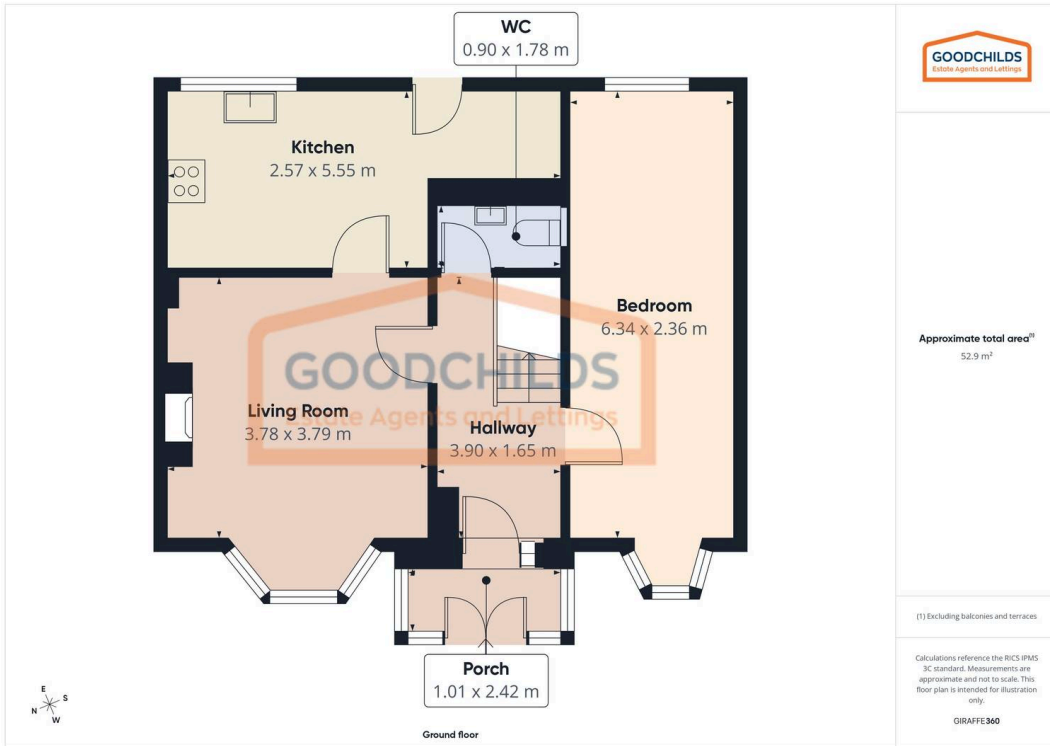 WC
0.90 x 1.78 m
Kitchen
2.57 x 5.55 m
Bedroom
6.34 x 2.36 m
GOODCHILDS
Estate Agents and Lettings
Living Room
3.78 x 3.79 m
Hallway
3.90 x 1.65 m
Porch
1.01 x 2.42 m
E
S
N
W
Ground floor
GOODCHILDS
Estate Agents and Lettings
Approximate total area(1)
52.9 m²
(1) Excluding balconies and terraces
Calculations reference the RICS IPMS
3C standard. Measurements are
approximate and not to scale. This
floor plan is intended for illustration
only.
GIRAFFE360